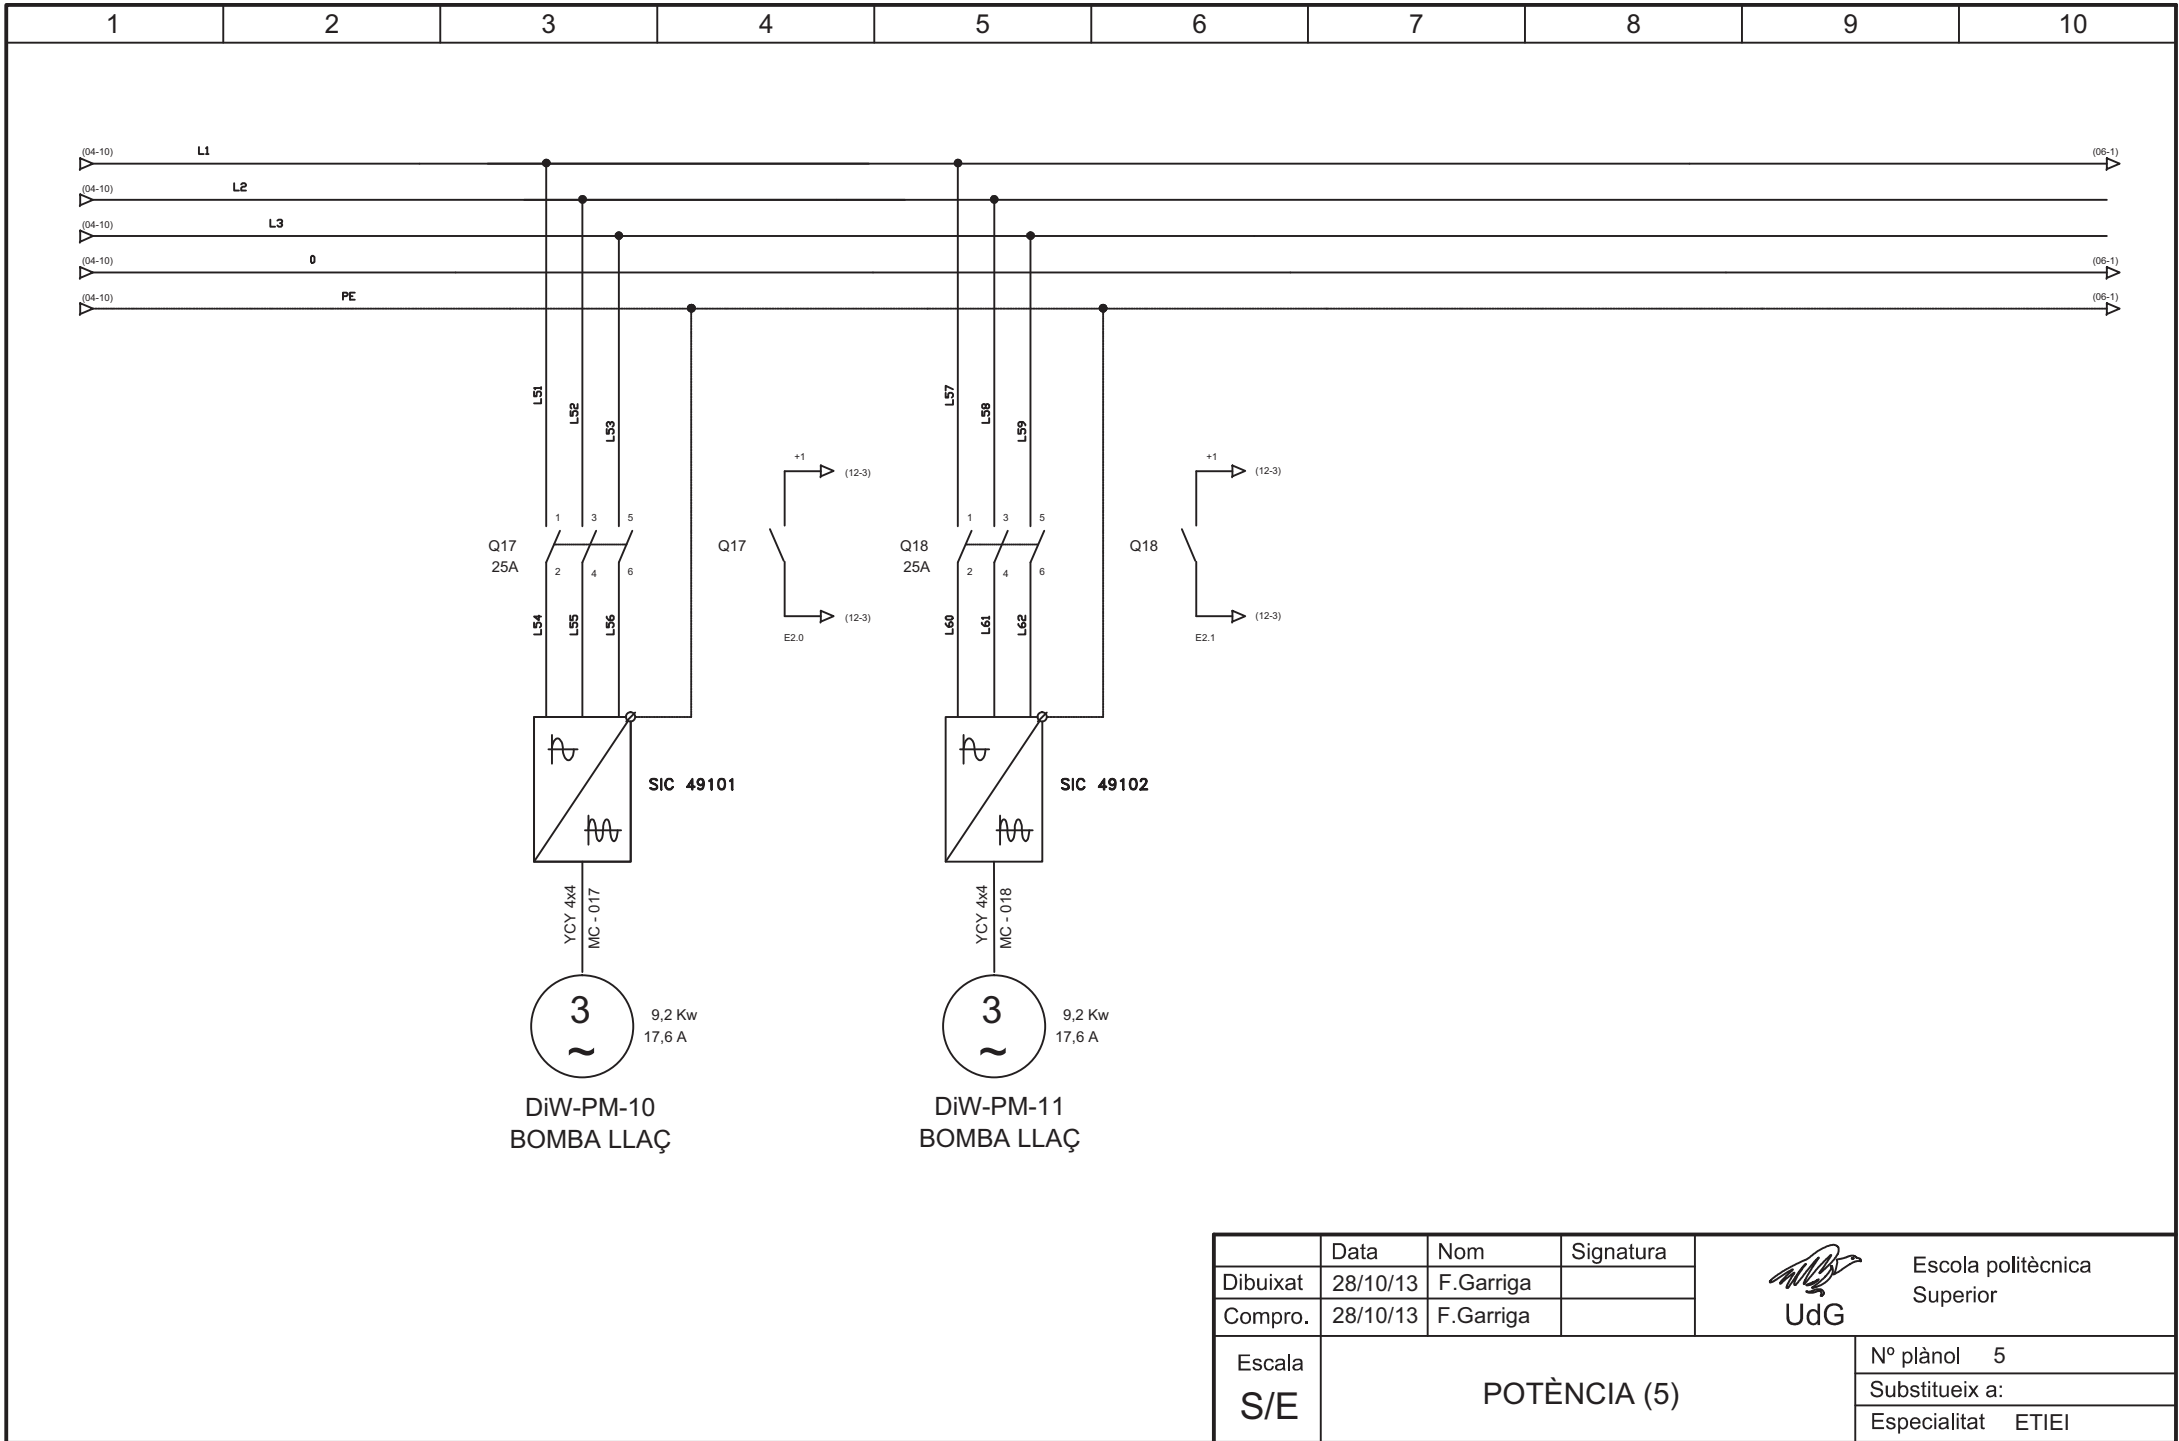 1 2 3 4 5 6 7 8 9 10
(04-10) L1 (06-1)
(04-10) L2
(04-10) L3
(04-10) 0 (06-1)
(04-10) PE (06-1)
L51 L52 L53 L57 L58 L59
+1 (12-3) +1 (12-3)
1 3 5 1 3 5
Q17 Q17 Q18 Q18
25A 25A
2 4 6 2 4 6
L54 L55 L56 (12-3) L60 L61 L62 (12-3)
E2.0 E2.1
SIC 49101 SIC 49102
YCY 4x4 YCY 4x4
MC - 017 MC - 018
3 9,2 Kw 3 9,2 Kw
~ 17,6 A ~ 17,6 A
DiW-PM-10 DiW-PM-11
BOMBA LLAÇ BOMBA LLAÇ
Data Nom Signatura
Dibuixat 28/10/13 F.Garriga
Compro. 28/10/13 F.Garriga
UdG
Escola politècnica
Superior
Escala
S/E
POTÈNCIA (5)
Nº plànol 5
Substitueix a:
Especialitat ETIEI